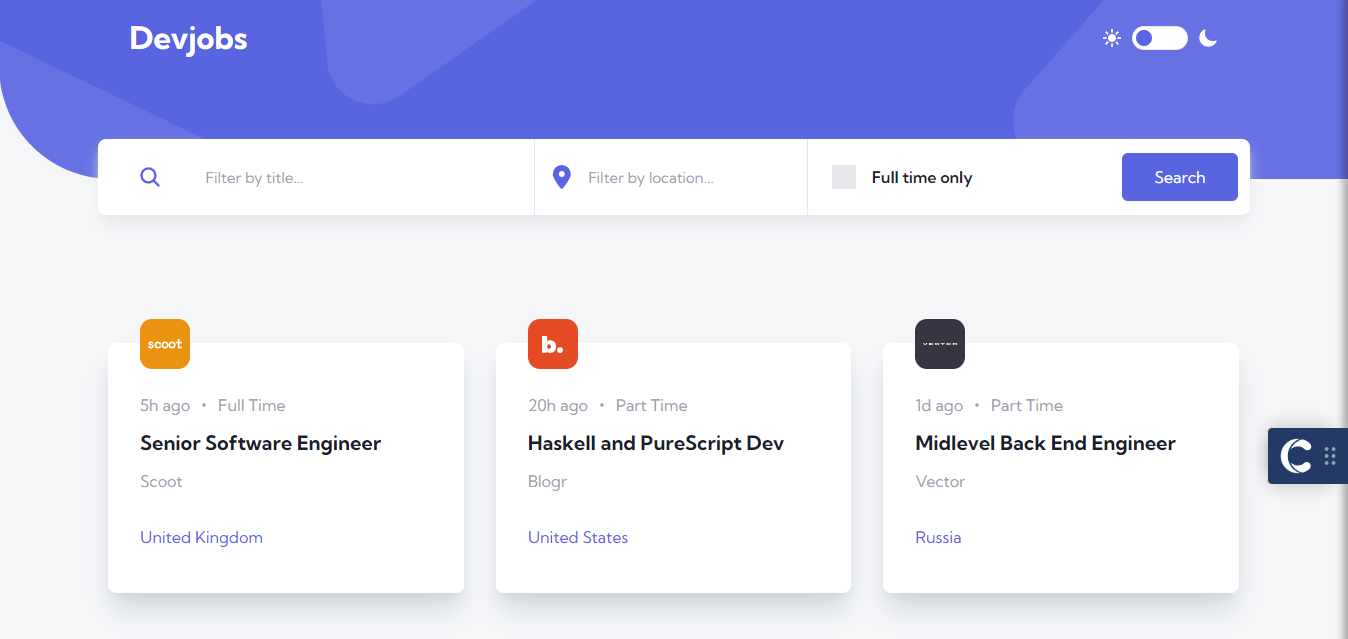 Devjobs
Filter by title...
Filter by location...
Full time only
Search
scoot
b.
VECTOR
5h ago • Full Time
Senior Software Engineer
Scoot
United Kingdom
20h ago • Part Time
Haskell and PureScript Dev
Blogr
United States
1d ago • Part Time
Midlevel Back End Engineer
Vector
Russia